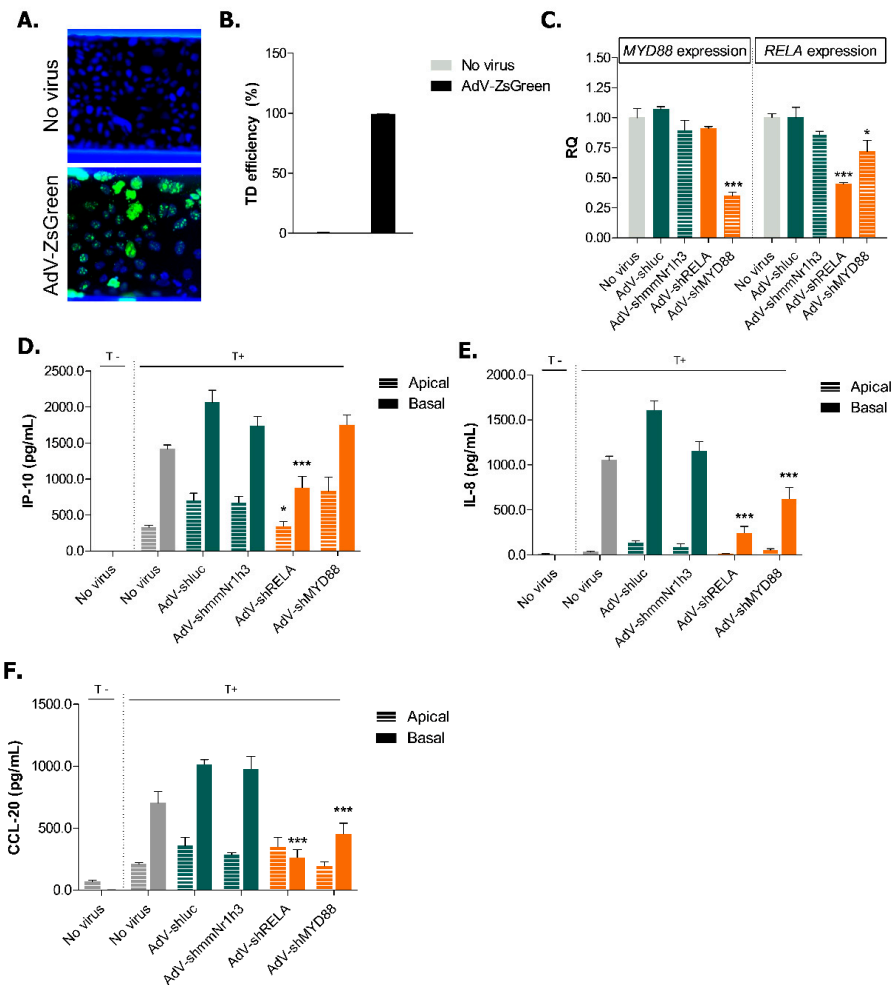 A.
No virus
AdV-ZsGreen
B.
TD efficiency (%)
150
100
50
0
No virus
AdV-ZsGreen
C.
MYD88 expression
RELA expression
RQ
1.50
1.25
1.00
0.75
0.50
0.25
0.00
***
***
*
No virus
AdV-shluc
AdV-shmmNr1h3
AdV-shRELA
AdV-shMYD88
No virus
AdV-shluc
AdV-shmmNr1h3
AdV-shRELA
AdV-shMYD88
D.
T -
T+
IP-10 (pg/mL)
2500.0
2000.0
1500.0
1000.0
500.0
0.0
Apical
Basal
*
***
No virus
No virus
AdV-shluc
AdV-shmmNr1h3
AdV-shRELA
AdV-shMYD88
E.
T -
T+
IL-8 (pg/mL)
2000.0
1500.0
1000.0
500.0
0.0
Apical
Basal
***
***
No virus
No virus
AdV-shluc
AdV-shmmNr1h3
AdV-shRELA
AdV-shMYD88
F.
T -
T+
CCL-20 (pg/mL)
1500.0
1000.0
500.0
0.0
Apical
Basal
***
***
No virus
No virus
AdV-shluc
AdV-shmmNr1h3
AdV-shRELA
AdV-shMYD88